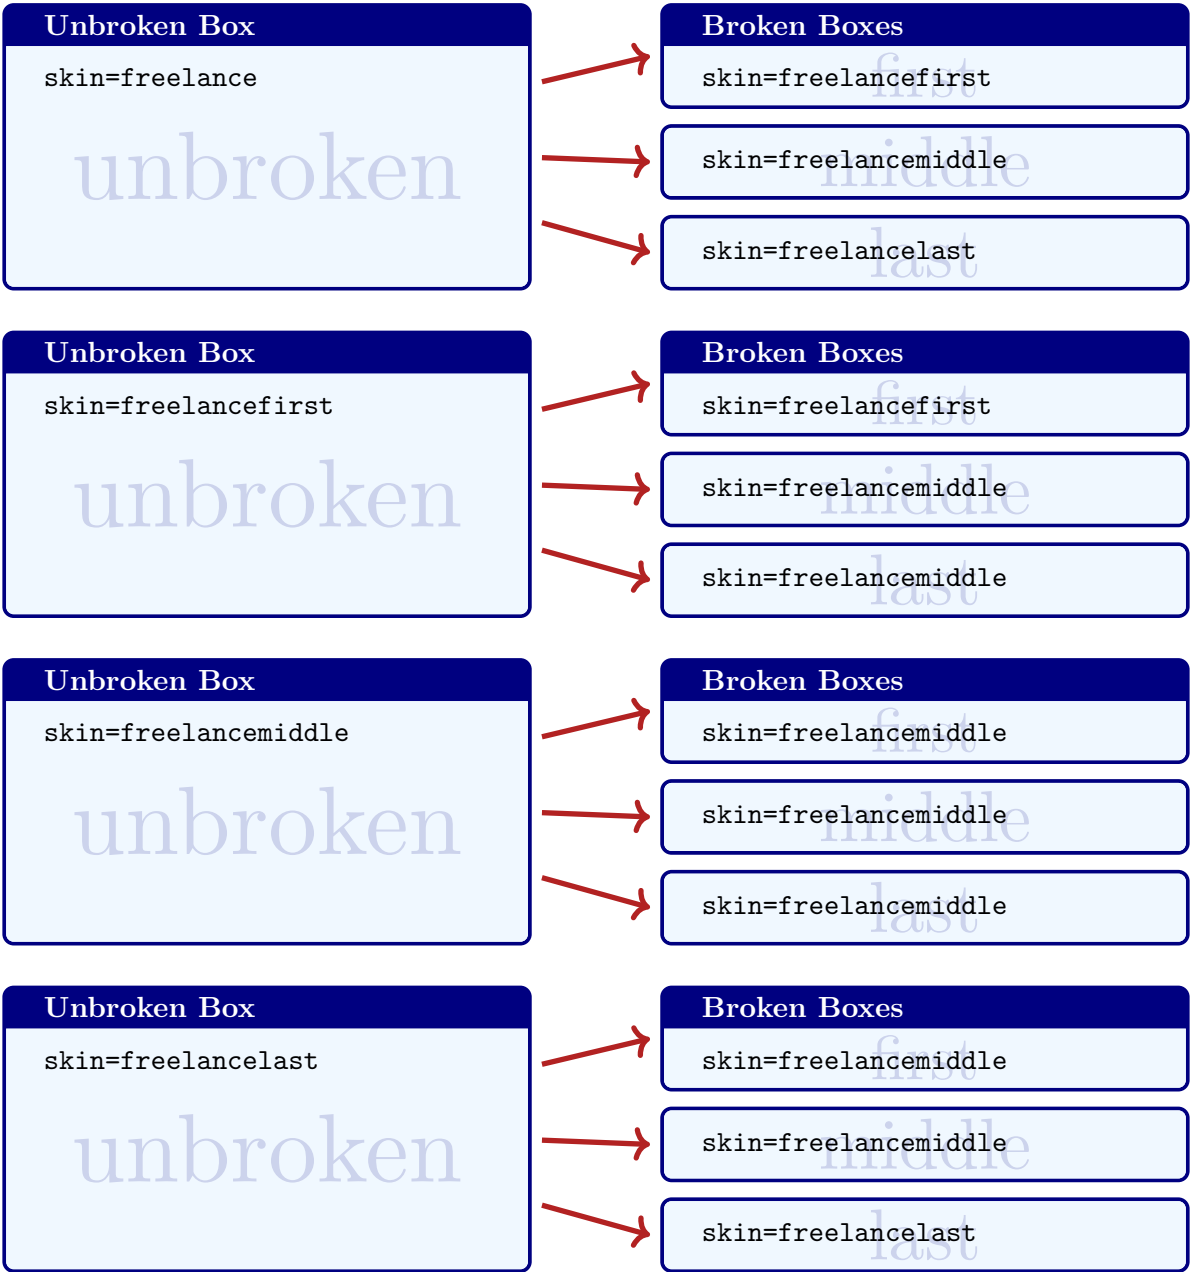 Unbroken Box
skin=freelance
unbroken
Broken Boxes
first
skin=freelancefirst
middle
skin=freelancemiddle
last
skin=freelancelast
Unbroken Box
skin=freelancefirst
unbroken
Broken Boxes
first
skin=freelancefirst
middle
skin=freelancemiddle
last
skin=freelancemiddle
Unbroken Box
skin=freelancemiddle
unbroken
Broken Boxes
first
skin=freelancemiddle
middle
skin=freelancemiddle
last
skin=freelancemiddle
Unbroken Box
skin=freelancelast
unbroken
Broken Boxes
first
skin=freelancemiddle
middle
skin=freelancemiddle
last
skin=freelancelast